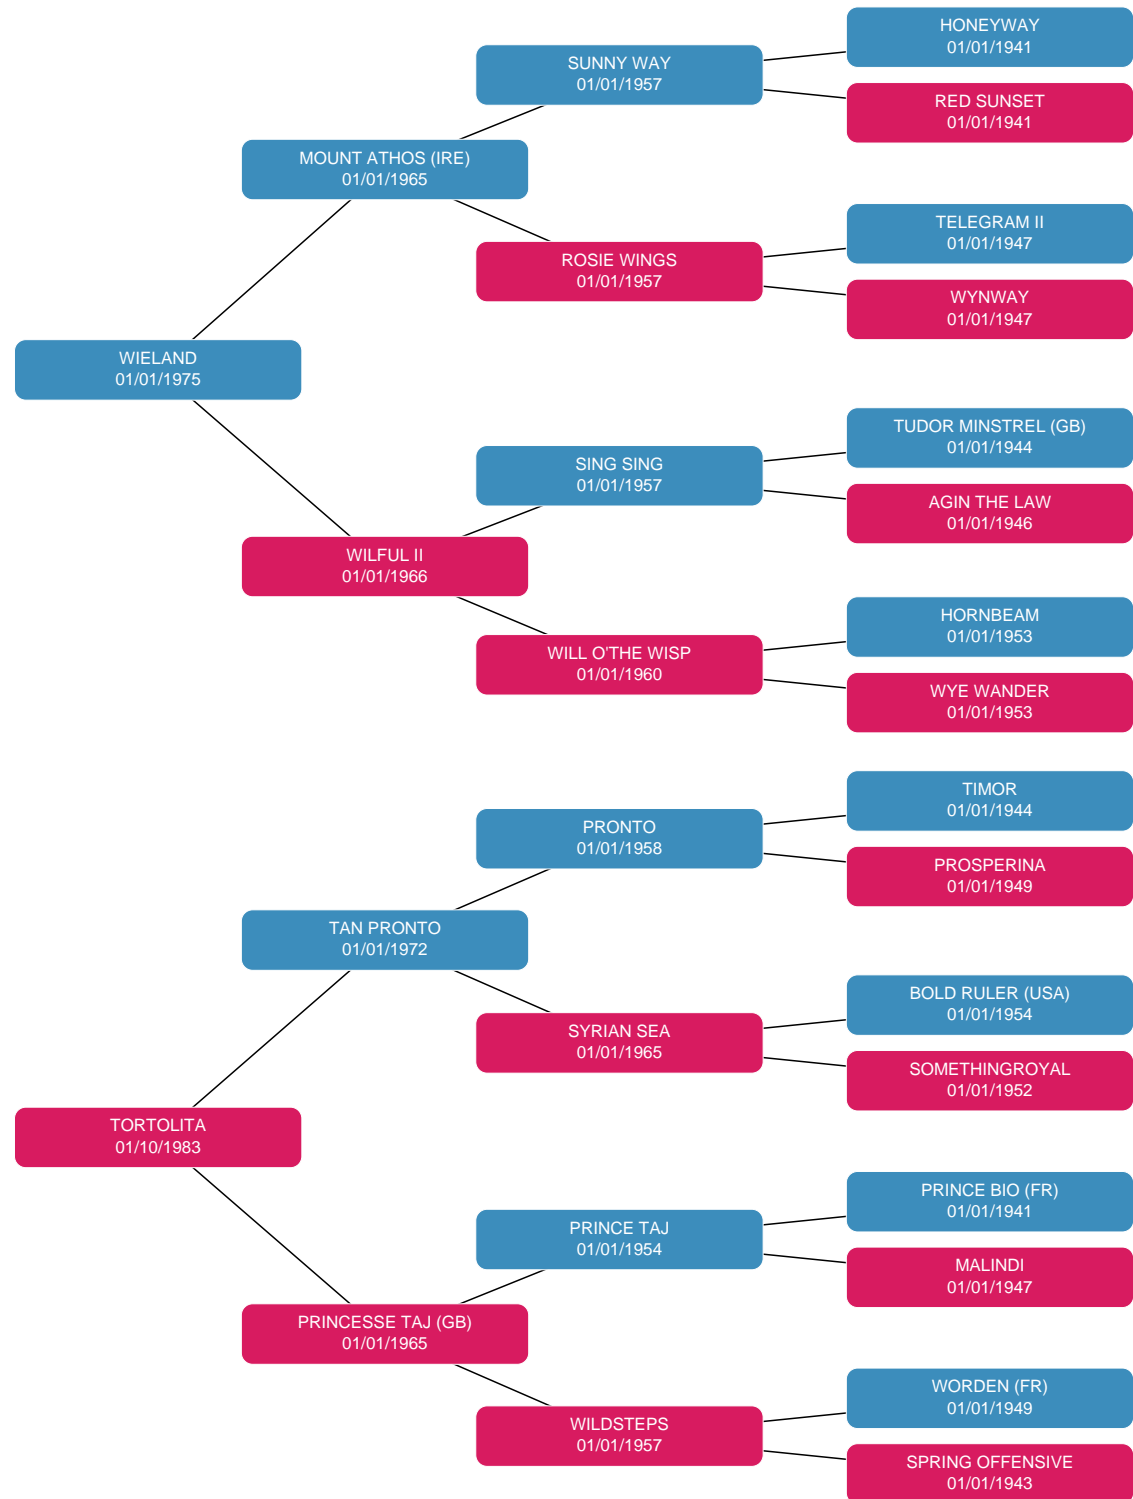 HONEYWAY
01/01/1941
SUNNY WAY
01/01/1957
RED SUNSET
01/01/1941
MOUNT ATHOS (IRE)
01/01/1965
TELEGRAM II
01/01/1947
ROSIE WINGS
01/01/1957
WYNWAY
01/01/1947
WIELAND
01/01/1975
TUDOR MINSTREL (GB)
01/01/1944
SING SING
01/01/1957
AGIN THE LAW
01/01/1946
WILFUL II
01/01/1966
HORNBEAM
01/01/1953
WILL O'THE WISP
01/01/1960
WYE WANDER
01/01/1953
TIMOR
01/01/1944
PRONTO
01/01/1958
PROSPERINA
01/01/1949
TAN PRONTO
01/01/1972
BOLD RULER (USA)
01/01/1954
SYRIAN SEA
01/01/1965
SOMETHINGROYAL
01/01/1952
TORTOLITA
01/10/1983
PRINCE BIO (FR)
01/01/1941
PRINCE TAJ
01/01/1954
MALINDI
01/01/1947
PRINCESSE TAJ (GB)
01/01/1965
WORDEN (FR)
01/01/1949
WILDSTEPS
01/01/1957
SPRING OFFENSIVE
01/01/1943